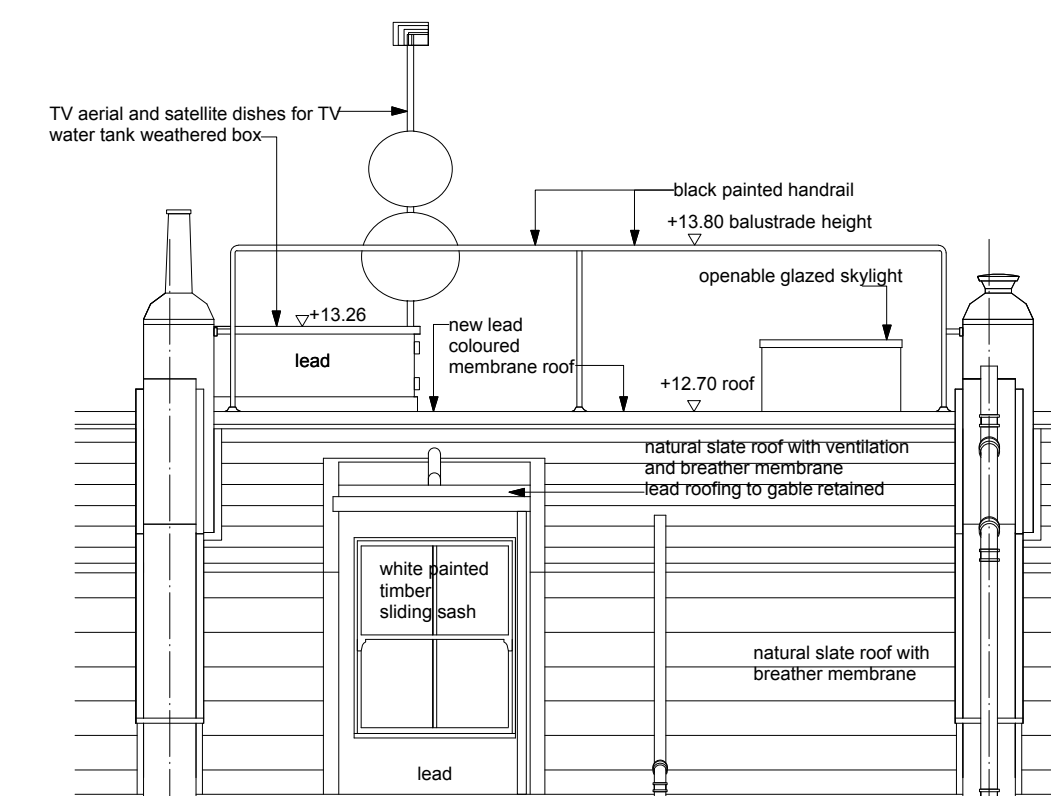 TV aerial and satellite dishes for TV
water tank weathered box
black painted handrail
+13.80 balustrade height
openable glazed skylight
+13.26
new lead
coloured
membrane roof
lead
+12.70 roof
natural slate roof with ventilation
and breather membrane
lead roofing to gable retained
white painted
timber
sliding sash
natural slate roof with
breather membrane
lead